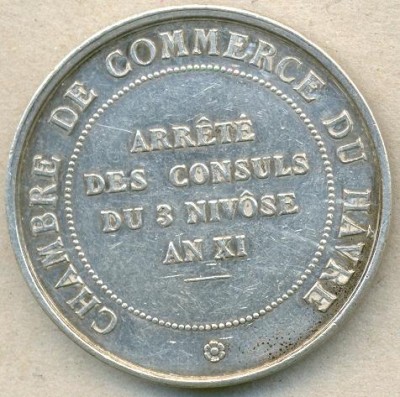 CHAMBRE DE COMMERCE DU HAVRE
ARRÊTÉ
DES CONSULS
DU 3 NIVÔSE
AN XI